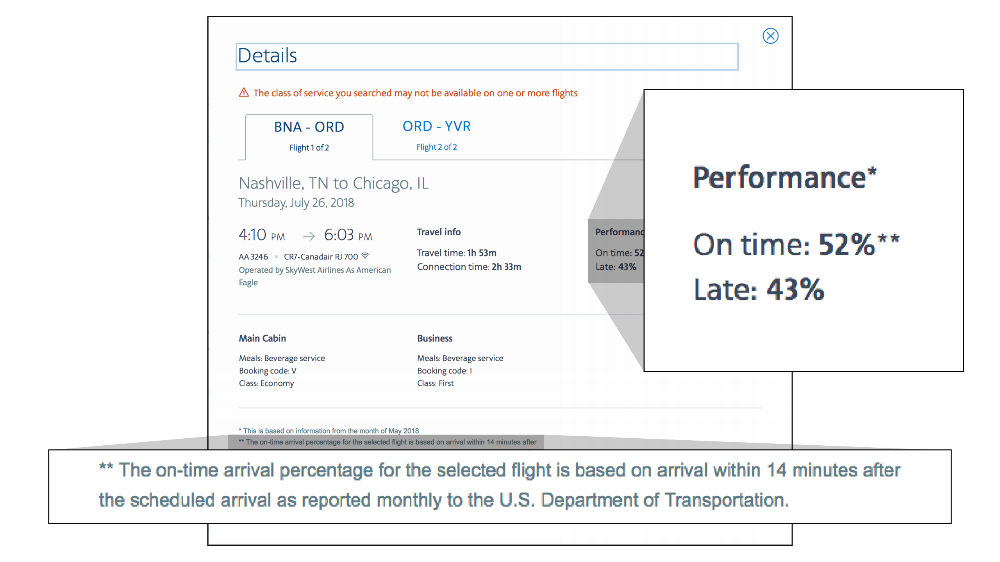 Details
The class of service you searched may not be available on one or more flights
BNA - ORD
Flight 1 of 2
ORD - YVR
Flight 2 of 2
Nashville, TN to Chicago, IL
Thursday, July 26, 2018
4:10 PM → 6:03 PM
AA 3246 ▪ CR7-Canadair RJ 700
Operated by SkyWest Airlines As American
Eagle
Travel info
Travel time: 1h 53m
Connection time: 2h 33m
Performanc
On time: 52
Late: 43%
Performance*
On time: 52%**
Late: 43%
Main Cabin
Meals: Beverage service
Booking code: V
Class: Economy
Business
Meals: Beverage service
Booking code: I
Class: First
* This is based on information from the month of May 2018
** The on-time arrival percentage for the selected flight is based on arrival within 14 minutes after
** The on-time arrival percentage for the selected flight is based on arrival within 14 minutes after
the scheduled arrival as reported monthly to the U.S. Department of Transportation.